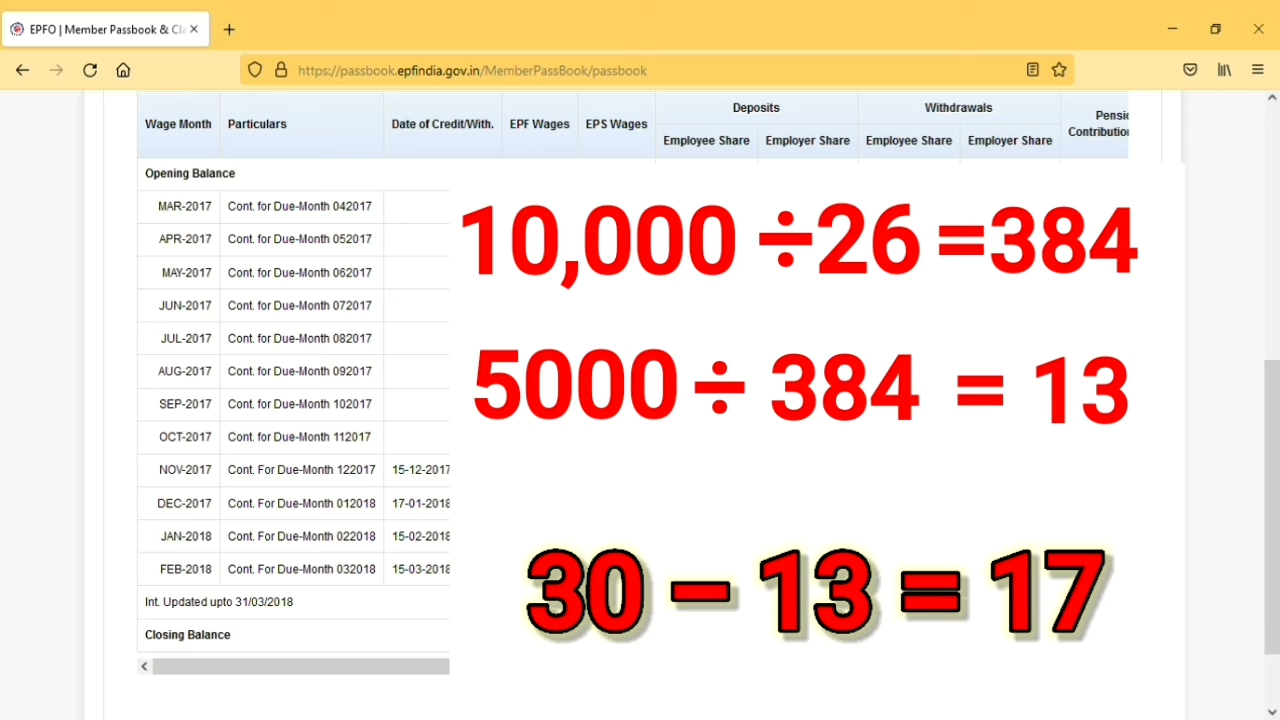 EPFO | Member Passbook & Cla
https://passbook.epfindia.gov.in/MemberPassBook/passbook
Wage Month Particulars Date of Credit/With. EPF Wages EPS Wages Deposits Withdrawals
Employee Share Employer Share Employee Share Employer Share
Opening Balance
MAR-2017 Cont. for Due-Month 042017
APR-2017 Cont. for Due-Month 052017
MAY-2017 Cont. for Due-Month 062017
JUN-2017 Cont. for Due-Month 072017
JUL-2017 Cont. for Due-Month 082017
AUG-2017 Cont. for Due-Month 092017
SEP-2017 Cont. for Due-Month 102017
OCT-2017 Cont. for Due-Month 112017
NOV-2017 Cont. For Due-Month 122017 15-12-2017
DEC-2017 Cont. For Due-Month 012018 17-01-2018
JAN-2018 Cont. For Due-Month 022018 15-02-2018
FEB-2018 Cont. For Due-Month 032018 15-03-2018
Int. Updated upto 31/03/2018
Closing Balance
10,000 ÷26 =384
5000 ÷ 384 = 13
30 – 13 = 17